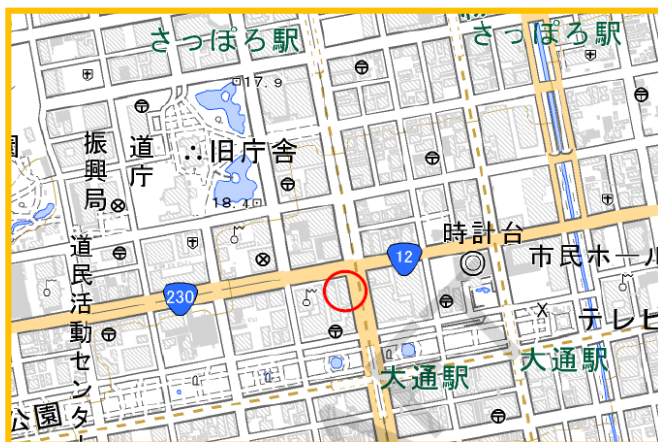 さっぽろ駅
さっぽろ駅
17.9
道庁
振興局
旧庁舎
18.4
時計台
12
市民ホール
230
道民活動センター
テレビ
大通駅
大通駅
公園